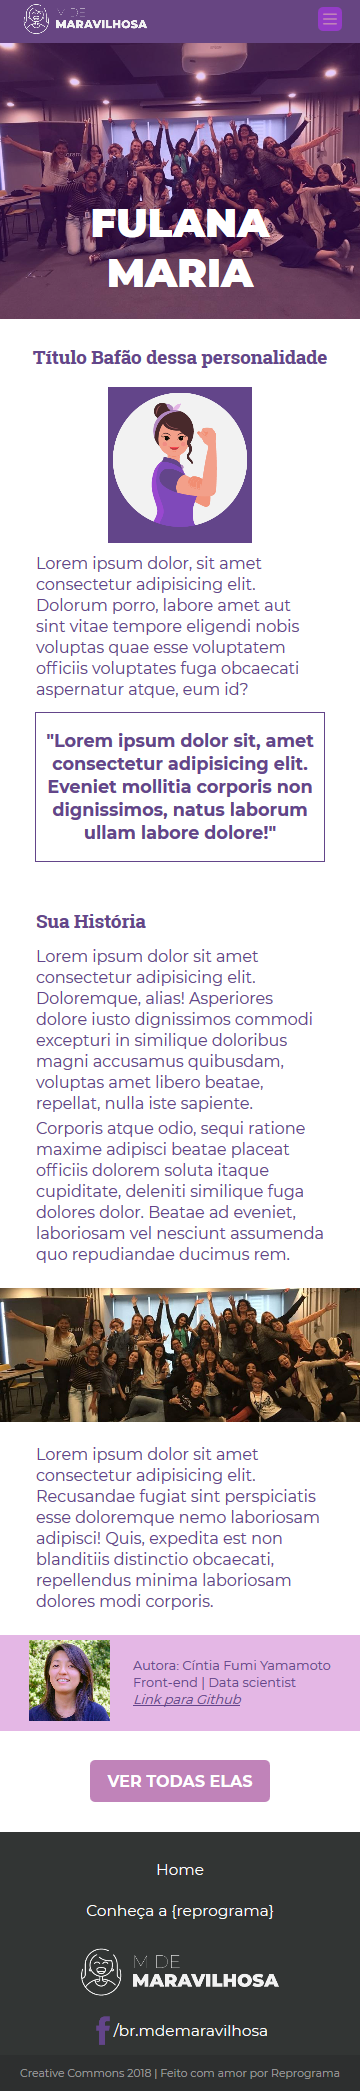 M DE
MARAVILHOSA
FULANA
MARIA
Título Bafão dessa personalidade
Lorem ipsum dolor, sit amet
consectetur adipisicing elit.
Dolorum porro, labore amet aut
sint vitae tempore eligendi nobis
voluptas quae esse voluptatem
officiis voluptates fuga obcaecati
aspernatur atque, eum id?
"Lorem ipsum dolor sit, amet
consectetur adipisicing elit.
Eveniet mollitia corporis non
dignissimos, natus laborum
ullam labore dolore!"
Sua História
Lorem ipsum dolor sit amet
consectetur adipisicing elit.
Doloremque, alias! Asperiores
dolore iusto dignissimos commodi
excepturi in similique doloribus
magni accusamus quibusdam,
voluptas amet libero beatae,
repellat, nulla iste sapiente.
Corporis atque odio, sequi ratione
maxime adipisci beatae placeat
officiis dolorem soluta itaque
cupiditate, deleniti similique fuga
dolores dolor. Beatae ad eveniet,
laboriosam vel nesciunt assumenda
quo repudiandae ducimus rem.
Lorem ipsum dolor sit amet
consectetur adipisicing elit.
Recusandae fugiat sint perspiciatis
esse doloremque nemo laboriosam
adipisci! Quis, expedita est non
blanditiis distinctio obcaecati,
repellendus minima laboriosam
dolores modi corporis.
Autora: Cíntia Fumi Yamamoto
Front-end | Data scientist
Link para Github
VER TODAS ELAS
Home
Conheça a {reprograma}
M DE
MARAVILHOSA
/br.mdemaravilhosa
Creative Commons 2018 | Feito com amor por Reprograma